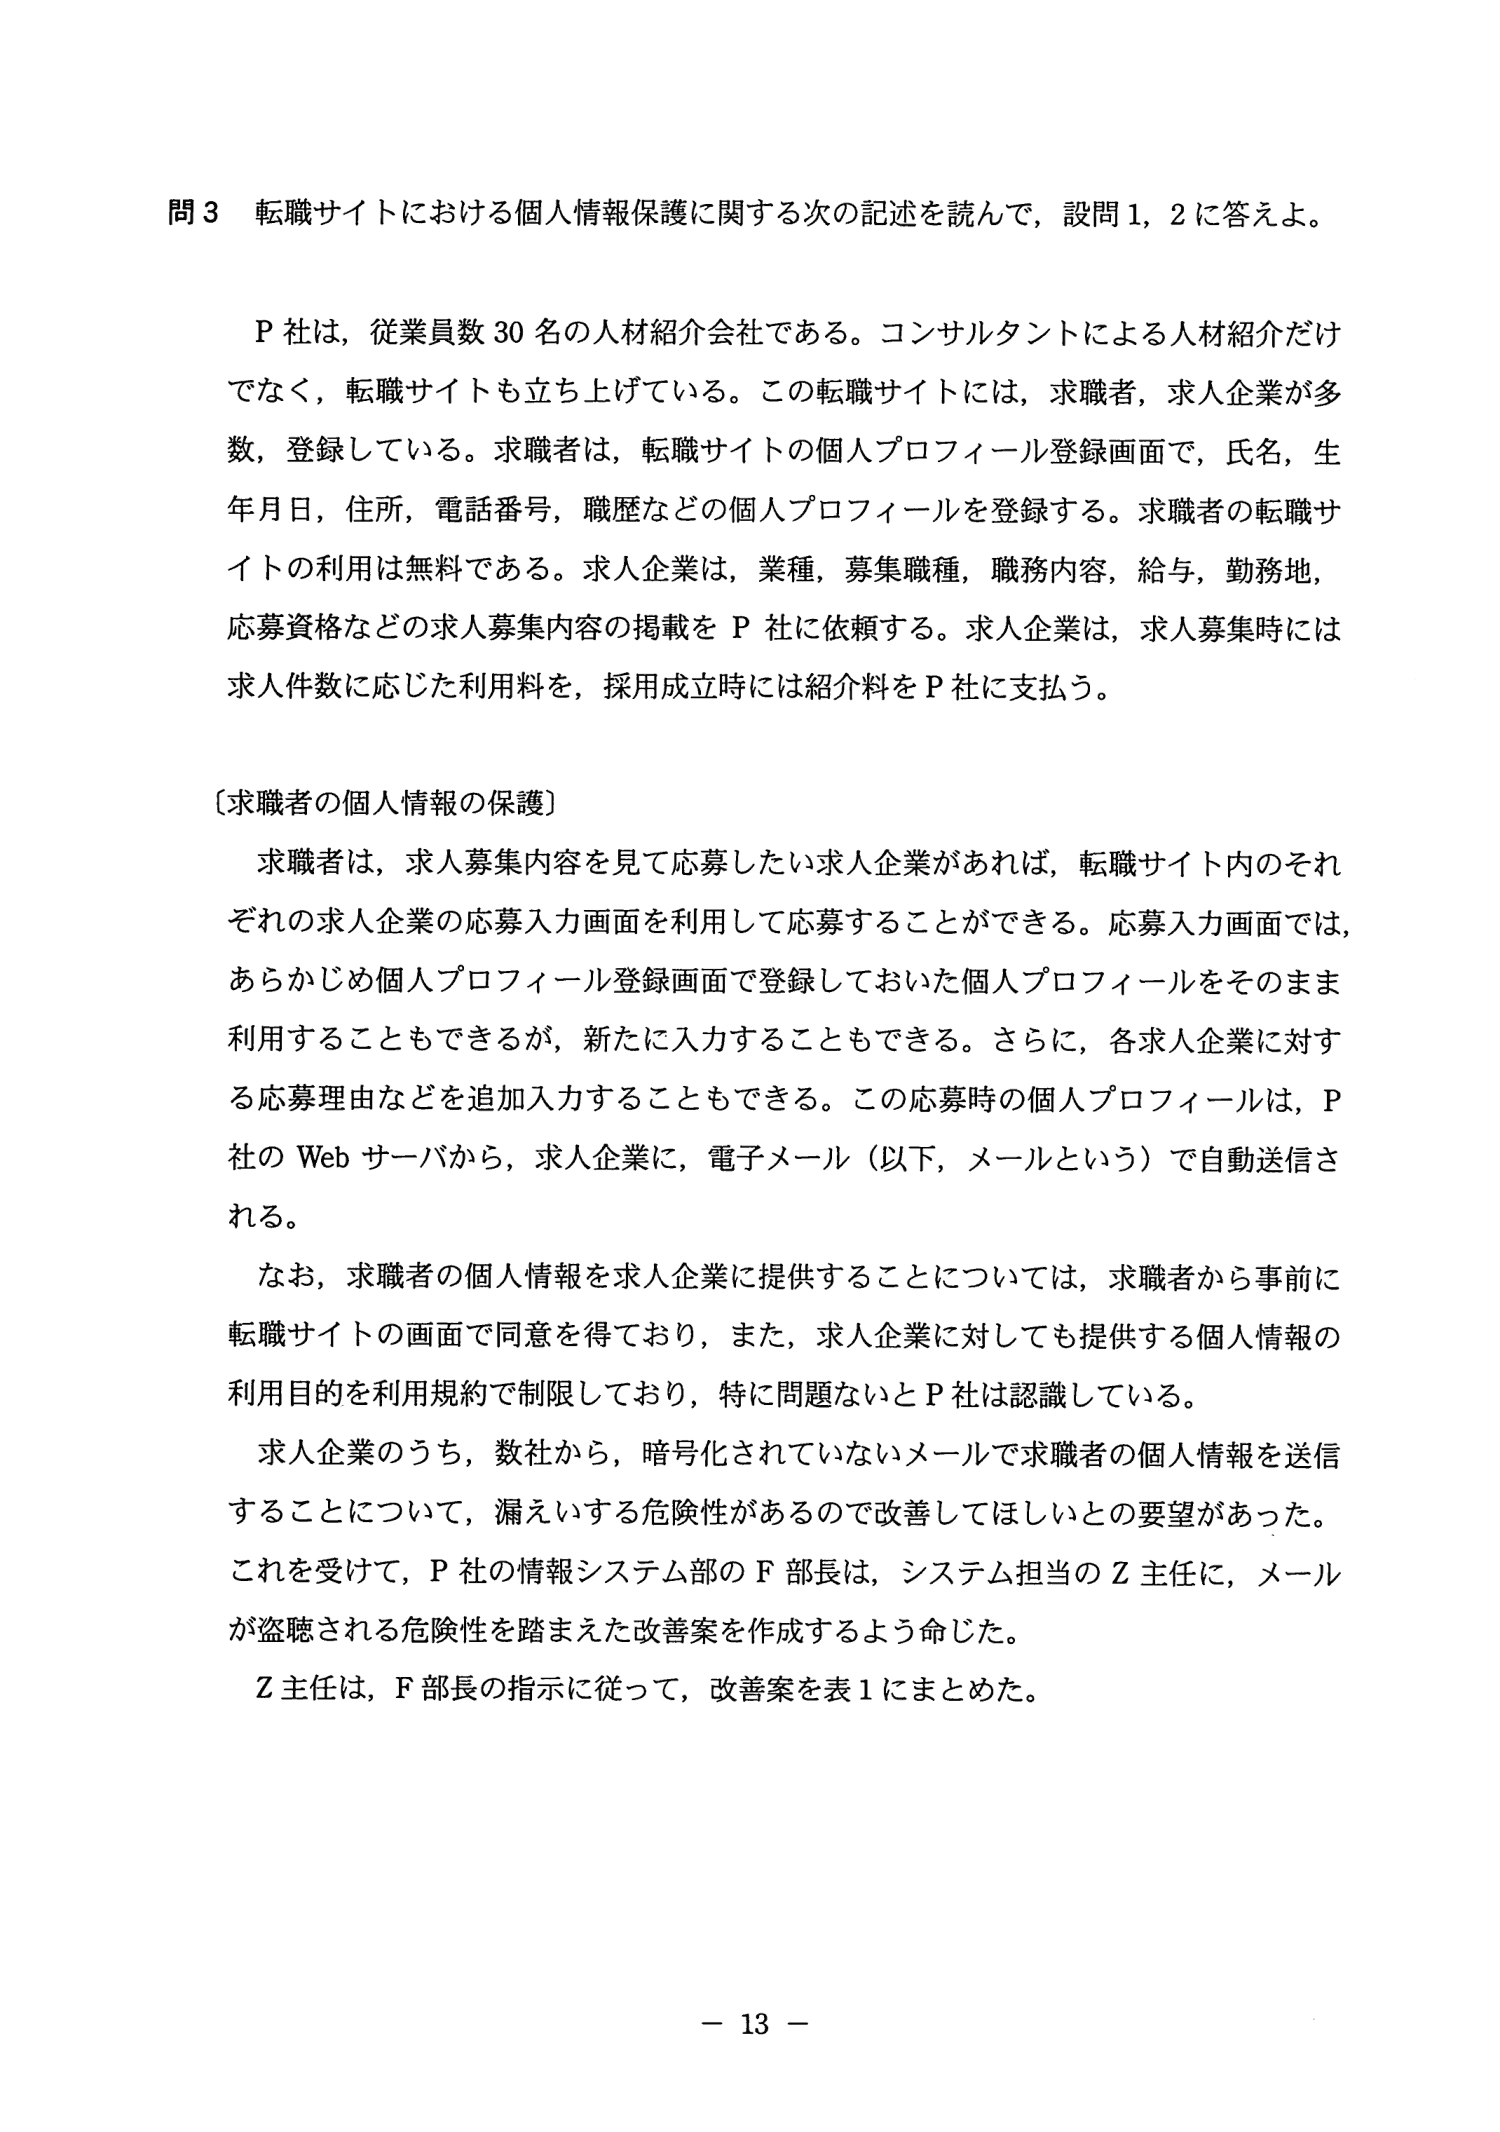 問3　転職サイトにおける個人情報保護に関する次の記述を読んで，設問1，2に答えよ。
P社は，従業員数30名の人材紹介会社である。コンサルタントによる人材紹介だけ
でなく，転職サイトも立ち上げている。この転職サイトには，求職者，求人企業が多
数，登録している。求職者は，転職サイトの個人プロフィール登録画面で，氏名，生
年月日，住所，電話番号，職歴などの個人プロフィールを登録する。求職者の転職サ
イトの利用は無料である。求人企業は，業種，募集職種，職務内容，給与，勤務地，
応募資格などの求人募集内容の掲載を P 社に依頼する。求人企業は，求人募集時には
求人件数に応じた利用料を，採用成立時には紹介料をP社に支払う。
〔求職者の個人情報の保護〕
求職者は，求人募集内容を見て応募したい求人企業があれば，転職サイト内のそれ
ぞれの求人企業の応募入力画面を利用して応募することができる。応募入力画面では，
あらかじめ個人プロフィール登録画面で登録しておいた個人プロフィールをそのまま
利用することもできるが，新たに入力することもできる。さらに，各求人企業に対す
る応募理由などを追加入力することもできる。この応募時の個人プロフィールは，P
社の Web サーバから，求人企業に，電子メール（以下，メールという）で自動送信さ
れる。
なお，求職者の個人情報を求人企業に提供することについては，求職者から事前に
転職サイトの画面で同意を得ており，また，求人企業に対しても提供する個人情報の
利用目的を利用規約で制限しており，特に問題ないとP社は認識している。
求人企業のうち，数社から，暗号化されていないメールで求職者の個人情報を送信
することについて，漏えいする危険性があるので改善してほしいとの要望があった。
これを受けて，P 社の情報システム部の F 部長は，システム担当の Z 主任に，メール
が盗聴される危険性を踏まえた改善案を作成するよう命じた。
Z主任は，F部長の指示に従って，改善案を表1にまとめた。
－ 13 －